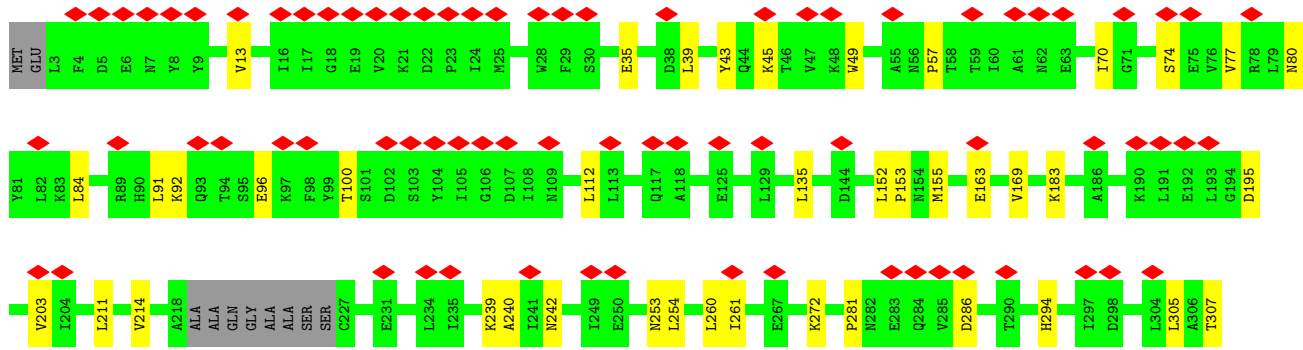 MET GLU L3 F4 D5 E6 N7 Y8 Y9 V13 I16 I17 G18 E19 V20 K21 D22 P23 I24 M25 W28 F29 S30 E35 D38 L39 Y43 Q44 K45 T46 V47 K48 W49 A55 N56 P57 T58 T59 I60 A61 N62 E63 I70 G71 S74 E75 V76 V77 R78 L79 N80
Y81 L82 K83 L84 R89 H90 L91 K92 Q93 T94 S95 E96 K97 F98 Y99 T100 S101 D102 S103 Y104 I105 G106 D107 I108 N109 L112 L113 Q117 A118 E125 L129 L135 D144 L152 P153 N154 M155 E163 V169 K183 A186 K190 L191 E192 L193 G194 D195
V203 I204 L211 V214 A218 ALA ALA GLN GLY ALA ALA SER SER C227 E231 L234 I235 K239 A240 I241 N242 I249 E250 N253 L254 L260 I261 E267 K272 P281 N282 E283 Q284 V285 D286 T290 H294 I297 D298 L304 L305 A306 T307